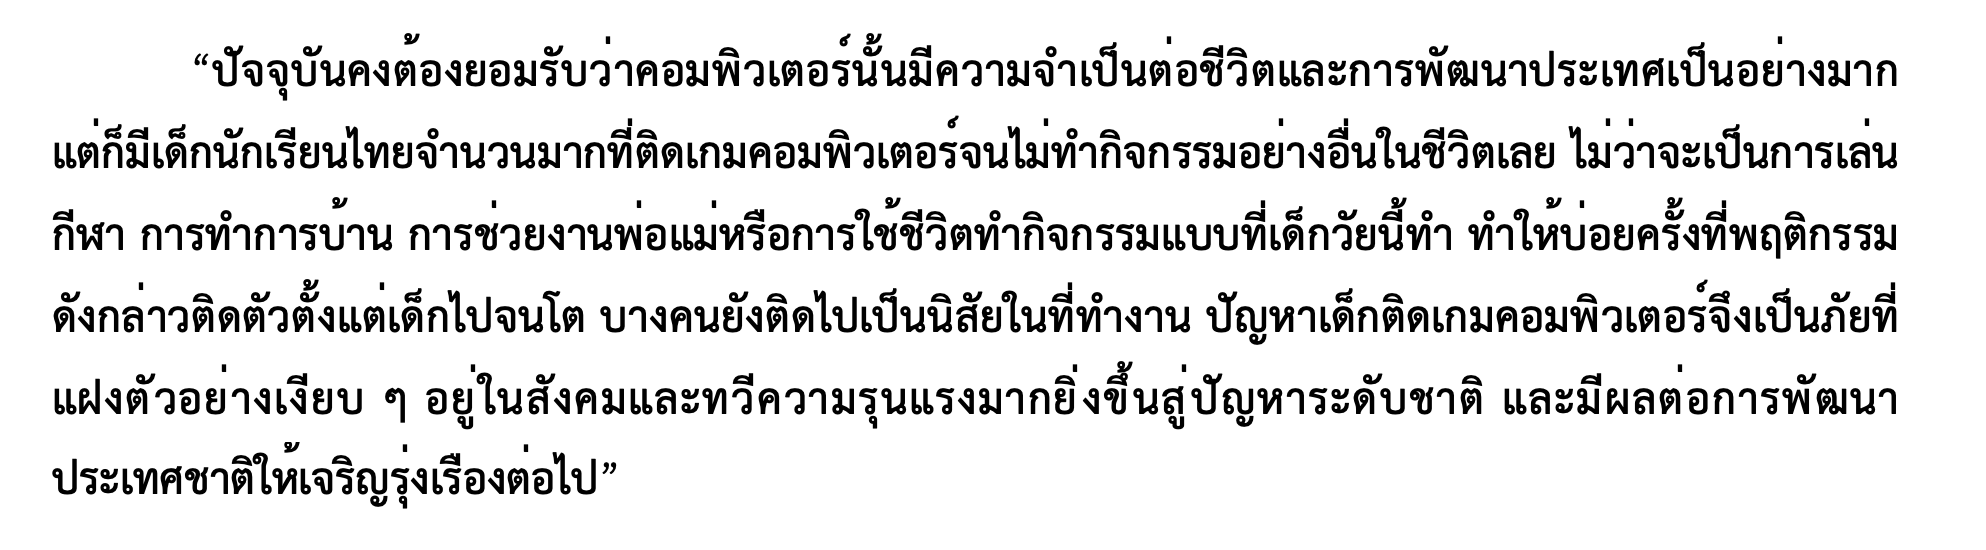 “ปัจจุบันคงต้องยอมรับว่าคอมพิวเตอร์นั้นมีความจำเป็นต่อชีวิตและการพัฒนาประเทศเป็นอย่างมาก
แต่ก็มีเด็กนักเรียนไทยจำนวนมากที่ติดเกมคอมพิวเตอร์จนไม่ทำกิจกรรมอย่างอื่นในชีวิตเลย ไม่ว่าจะเป็นการเล่น
กีฬา การทำการบ้าน การช่วยงานพ่อแม่หรือการใช้ชีวิตทำกิจกรรมแบบที่เด็กวัยนี้ทำ ทำให้บ่อยครั้งที่พฤติกรรม
ดังกล่าวติดตัวตั้งแต่เด็กไปจนโต บางคนยังติดไปเป็นนิสัยในที่ทำงาน ปัญหาเด็กติดเกมคอมพิวเตอร์จึงเป็นภัยที่
แฝงตัวอย่างเงียบ ๆ อยู่ในสังคมและทวีความรุนแรงมากยิ่งขึ้นสู่ปัญหาระดับชาติ และมีผลต่อการพัฒนา
ประเทศชาติให้เจริญรุ่งเรืองต่อไป”